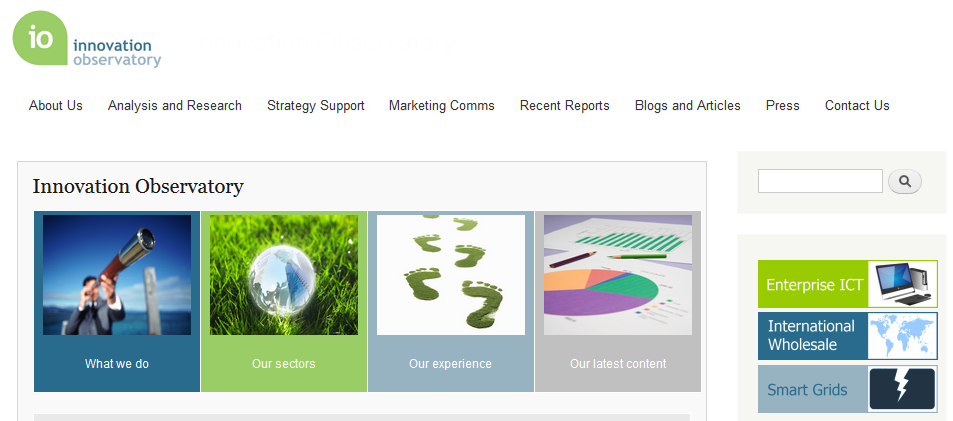 io
innovation
observatory
About Us Analysis and Research Strategy Support Marketing Comms Recent Reports Blogs and Articles Press Contact Us
Innovation Observatory
What we do Our sectors Our experience Our latest content
Enterprise ICT
International
Wholesale
Smart Grids